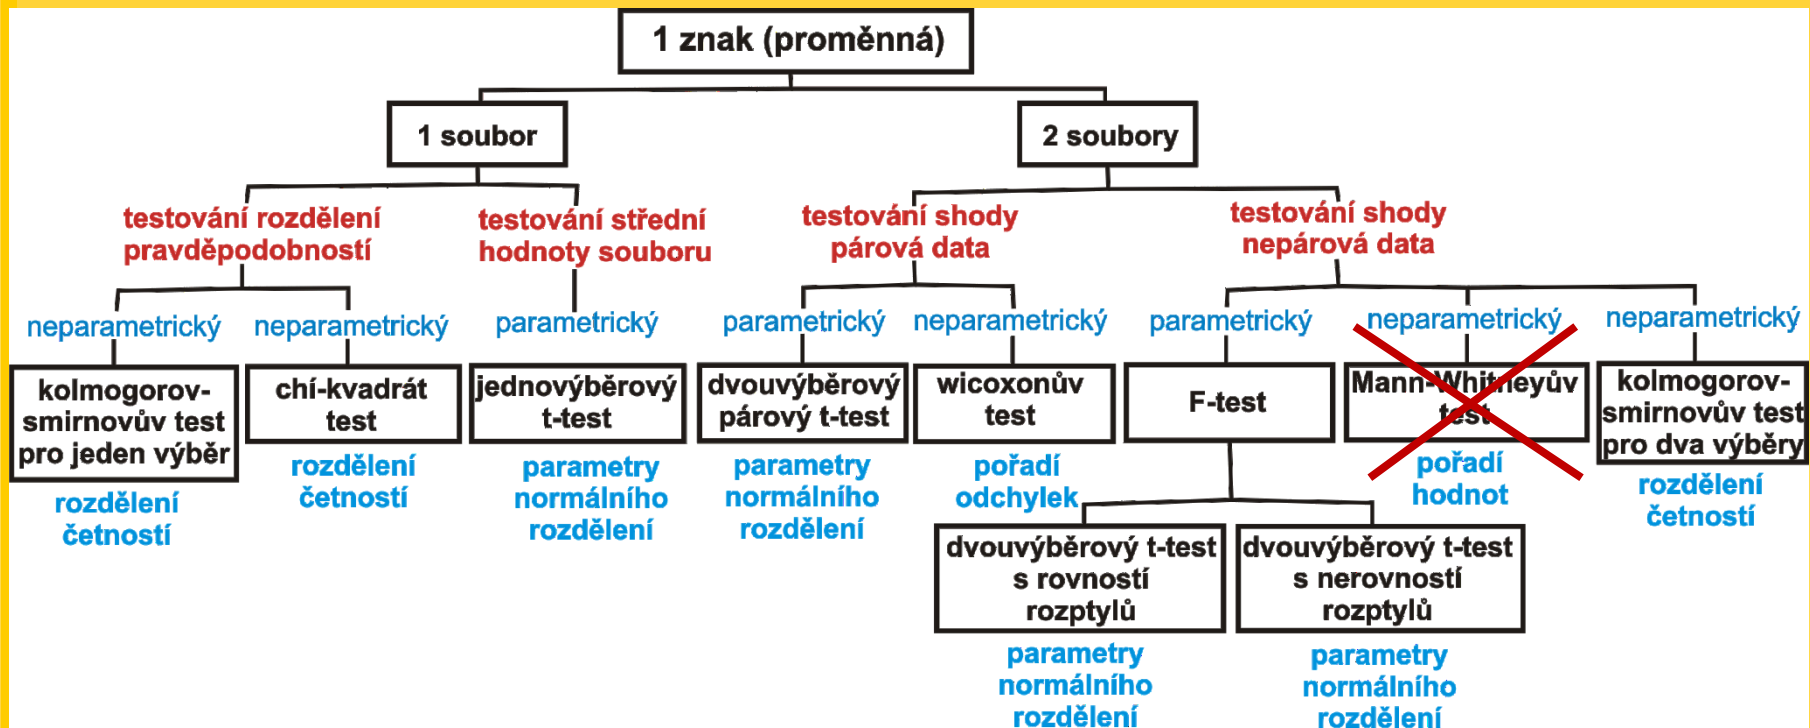 1 znak (proměnná)
1 soubor
2 soubory
testování rozdělení
pravděpodobností
testování střední
hodnoty souboru
testování shody
párová data
testování shody
nepárová data
neparametrický
neparametrický
parametrický
parametrický
neparametrický
parametrický
neparametrický
neparametrický
kolmogorov-
smirnovův test
pro jeden výběr
chí-kvadrát
test
jednovýběrový
t-test
dvouvýběrový
párový t-test
wicoxonův
test
F-test
Mann-Whitneyův
test
kolmogorov-
smirnovův test
pro dva výběry
rozdělení
četností
rozdělení
četností
parametry
normálního
rozdělení
parametry
normálního
rozdělení
pořadí
odchylek
pořadí
hodnot
rozdělení
četností
dvouvýběrový t-test
s rovností
rozptylů
dvouvýběrový t-test
s nerovností
rozptylů
parametry
normálního
rozdělení
parametry
normálního
rozdělení